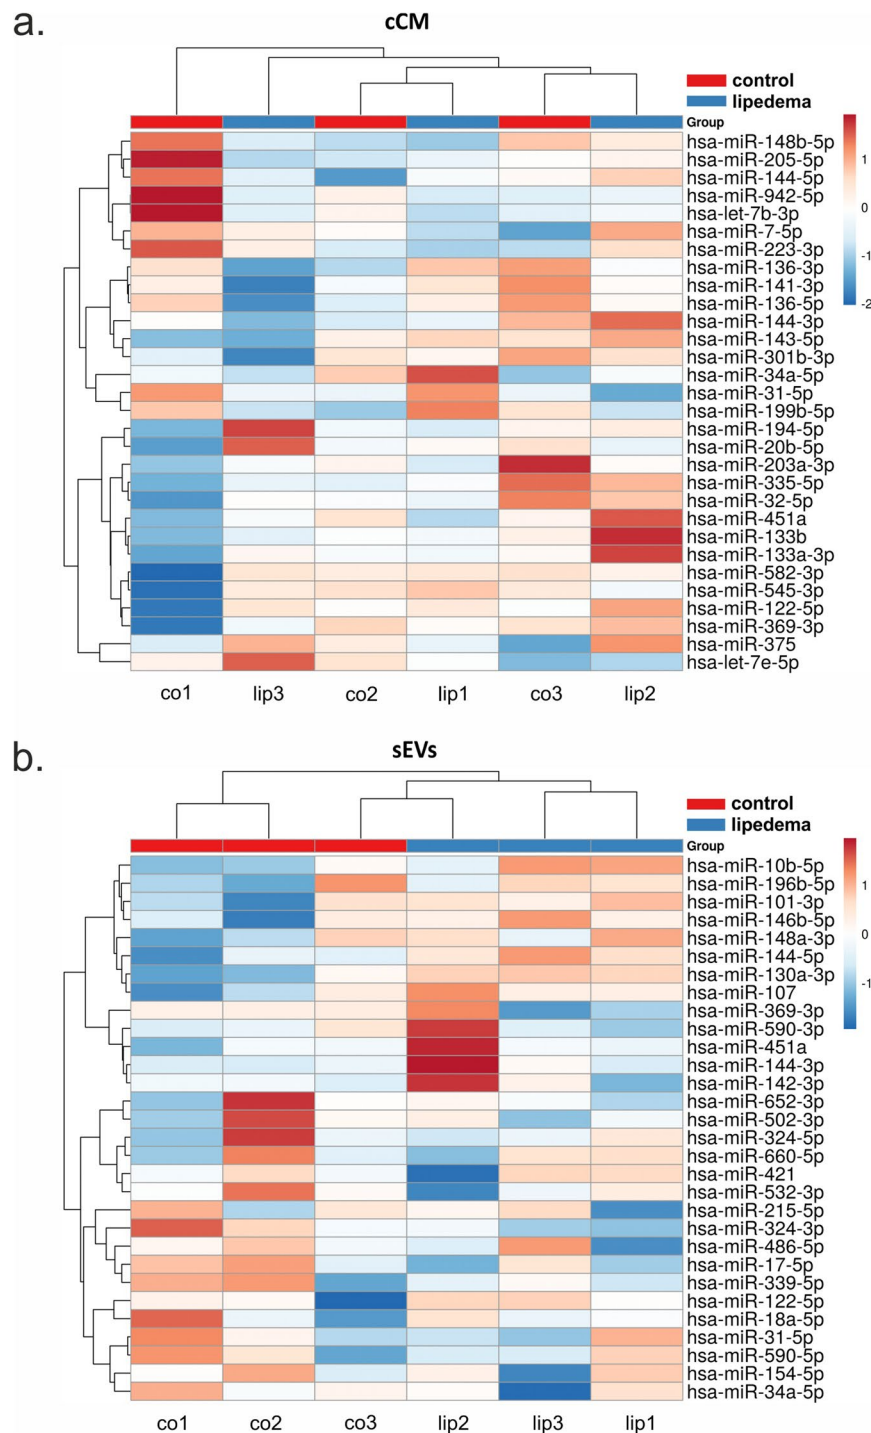 a.
cCM
control
lipedema
Group
hsa-miR-148b-5p
hsa-miR-205-5p
hsa-miR-144-5p
hsa-miR-942-5p
hsa-let-7b-3p
hsa-miR-7-5p
hsa-miR-223-3p
hsa-miR-136-3p
hsa-miR-141-3p
hsa-miR-136-5p
hsa-miR-144-3p
hsa-miR-143-5p
hsa-miR-301b-3p
hsa-miR-34a-5p
hsa-miR-31-5p
hsa-miR-199b-5p
hsa-miR-194-5p
hsa-miR-20b-5p
hsa-miR-203a-3p
hsa-miR-335-5p
hsa-miR-32-5p
hsa-miR-451a
hsa-miR-133b
hsa-miR-133a-3p
hsa-miR-582-3p
hsa-miR-545-3p
hsa-miR-122-5p
hsa-miR-369-3p
hsa-miR-375
hsa-let-7e-5p
1
0
-1
-2
co1 lip3 co2 lip1 co3 lip2
b.
sEVs
control
lipedema
Group
hsa-miR-10b-5p
hsa-miR-196b-5p
hsa-miR-101-3p
hsa-miR-146b-5p
hsa-miR-148a-3p
hsa-miR-144-5p
hsa-miR-130a-3p
hsa-miR-107
hsa-miR-369-3p
hsa-miR-590-3p
hsa-miR-451a
hsa-miR-144-3p
hsa-miR-142-3p
hsa-miR-652-3p
hsa-miR-502-3p
hsa-miR-324-5p
hsa-miR-660-5p
hsa-miR-421
hsa-miR-532-3p
hsa-miR-215-5p
hsa-miR-324-3p
hsa-miR-486-5p
hsa-miR-17-5p
hsa-miR-339-5p
hsa-miR-122-5p
hsa-miR-18a-5p
hsa-miR-31-5p
hsa-miR-590-5p
hsa-miR-154-5p
hsa-miR-34a-5p
1
0
-1
co1 co2 co3 lip2 lip3 lip1